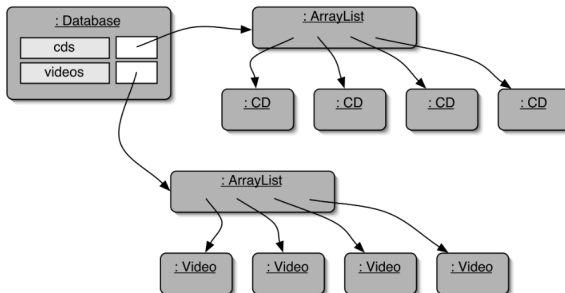 : Database
cds
videos
: ArrayList
: CD
: CD
: CD
: CD
: ArrayList
: Video
: Video
: Video
: Video